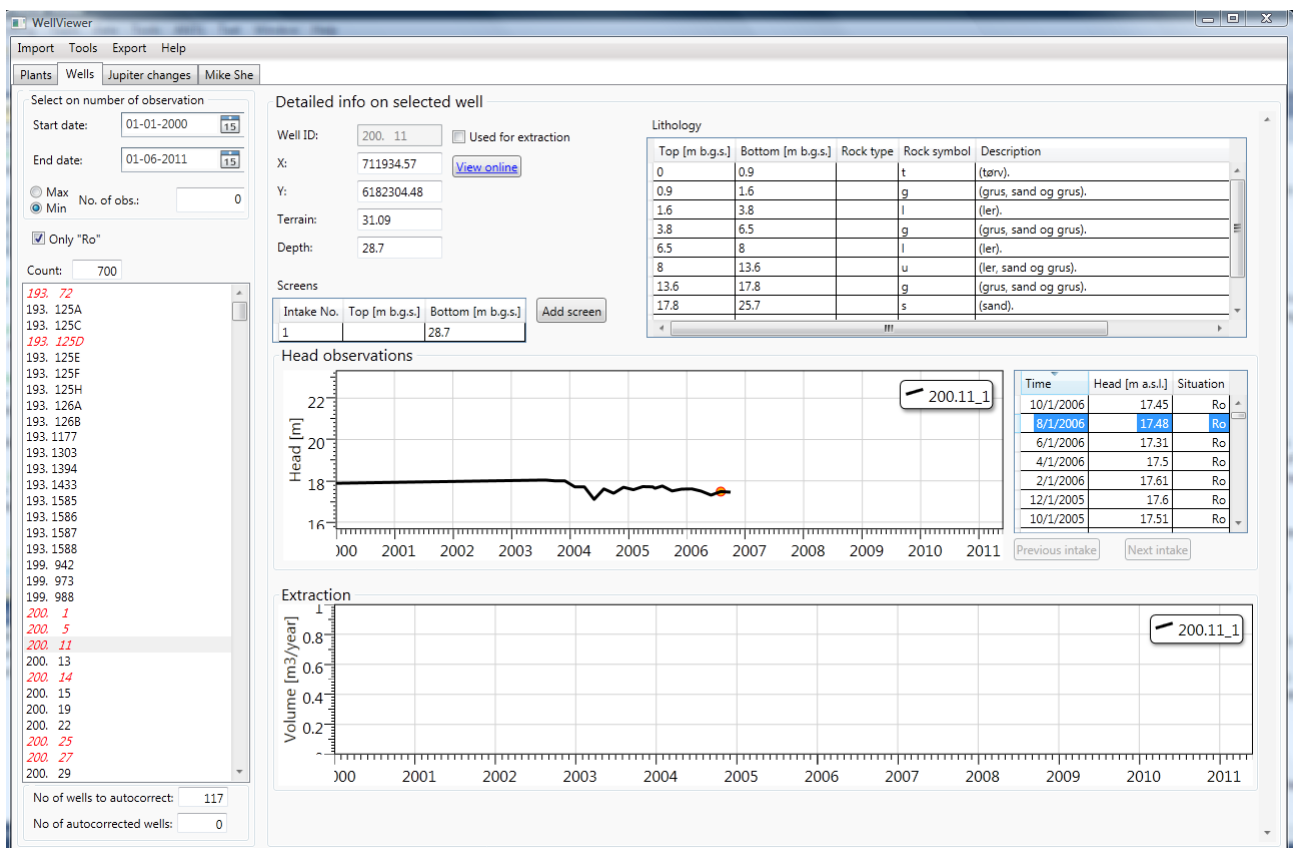 WellViewer
Import Tools Export Help
Plants Wells Jupiter changes Mike She
Select on number of observation
Start date: 01-01-2000 15
End date: 01-06-2011 15
Max
Min
No. of obs.: 0
Only "Ro"
Count: 700
193. 72
193. 125A
193. 125C
193. 125D
193. 125E
193. 125F
193. 125H
193. 126A
193. 126B
193. 1177
193. 1303
193. 1394
193. 1433
193. 1585
193. 1586
193. 1587
193. 1588
199. 942
199. 973
199. 988
200. 1
200. 5
200. 11
200. 13
200. 14
200. 15
200. 19
200. 22
200. 25
200. 27
200. 29
No of wells to autocorrect: 117
No of autocorrected wells: 0
Detailed info on selected well
Well ID: 200. 11 Used for extraction
X: 711934.57 View online
Y: 6182304.48
Terrain: 31.09
Depth: 28.7
Screens
Intake No. Top [m b.g.s.] Bottom [m b.g.s.] Add screen
1 28.7
Lithology
Top [m b.g.s.] Bottom [m b.g.s.] Rock type Rock symbol Description
0 0.9 t (tørv).
0.9 1.6 g (grus, sand og grus).
1.6 3.8 l (ler).
3.8 6.5 g (grus, sand og grus).
6.5 8 l (ler).
8 13.6 u (ler, sand og grus).
13.6 17.8 g (grus, sand og grus).
17.8 25.7 s (sand).
Head observations
Head [m]
22
20
18
16
200.11_1
2001 2002 2003 2004 2005 2006 2007 2008 2009 2010 2011
Time Head [m a.s.l.] Situation
10/1/2006 17.45 Ro
8/1/2006 17.48 Ro
6/1/2006 17.31 Ro
4/1/2006 17.5 Ro
2/1/2006 17.61 Ro
12/1/2005 17.6 Ro
10/1/2005 17.51 Ro
Previous intake Next intake
Extraction
Volume [m3/year]
1
0.8
0.6
0.4
0.2
200.11_1
2001 2002 2003 2004 2005 2006 2007 2008 2009 2010 2011